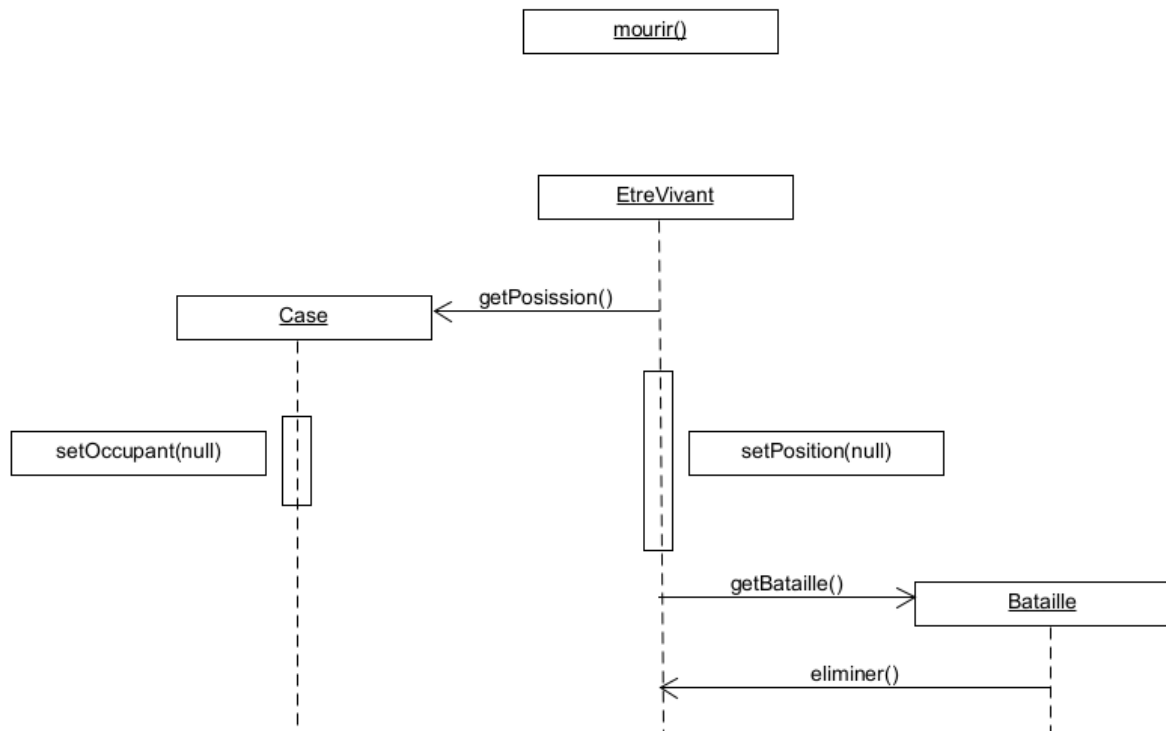 mourir()
EtreVivant
getPosission()
Case
setOccupant(null)
setPosition(null)
getBataille()
Bataille
eliminer()